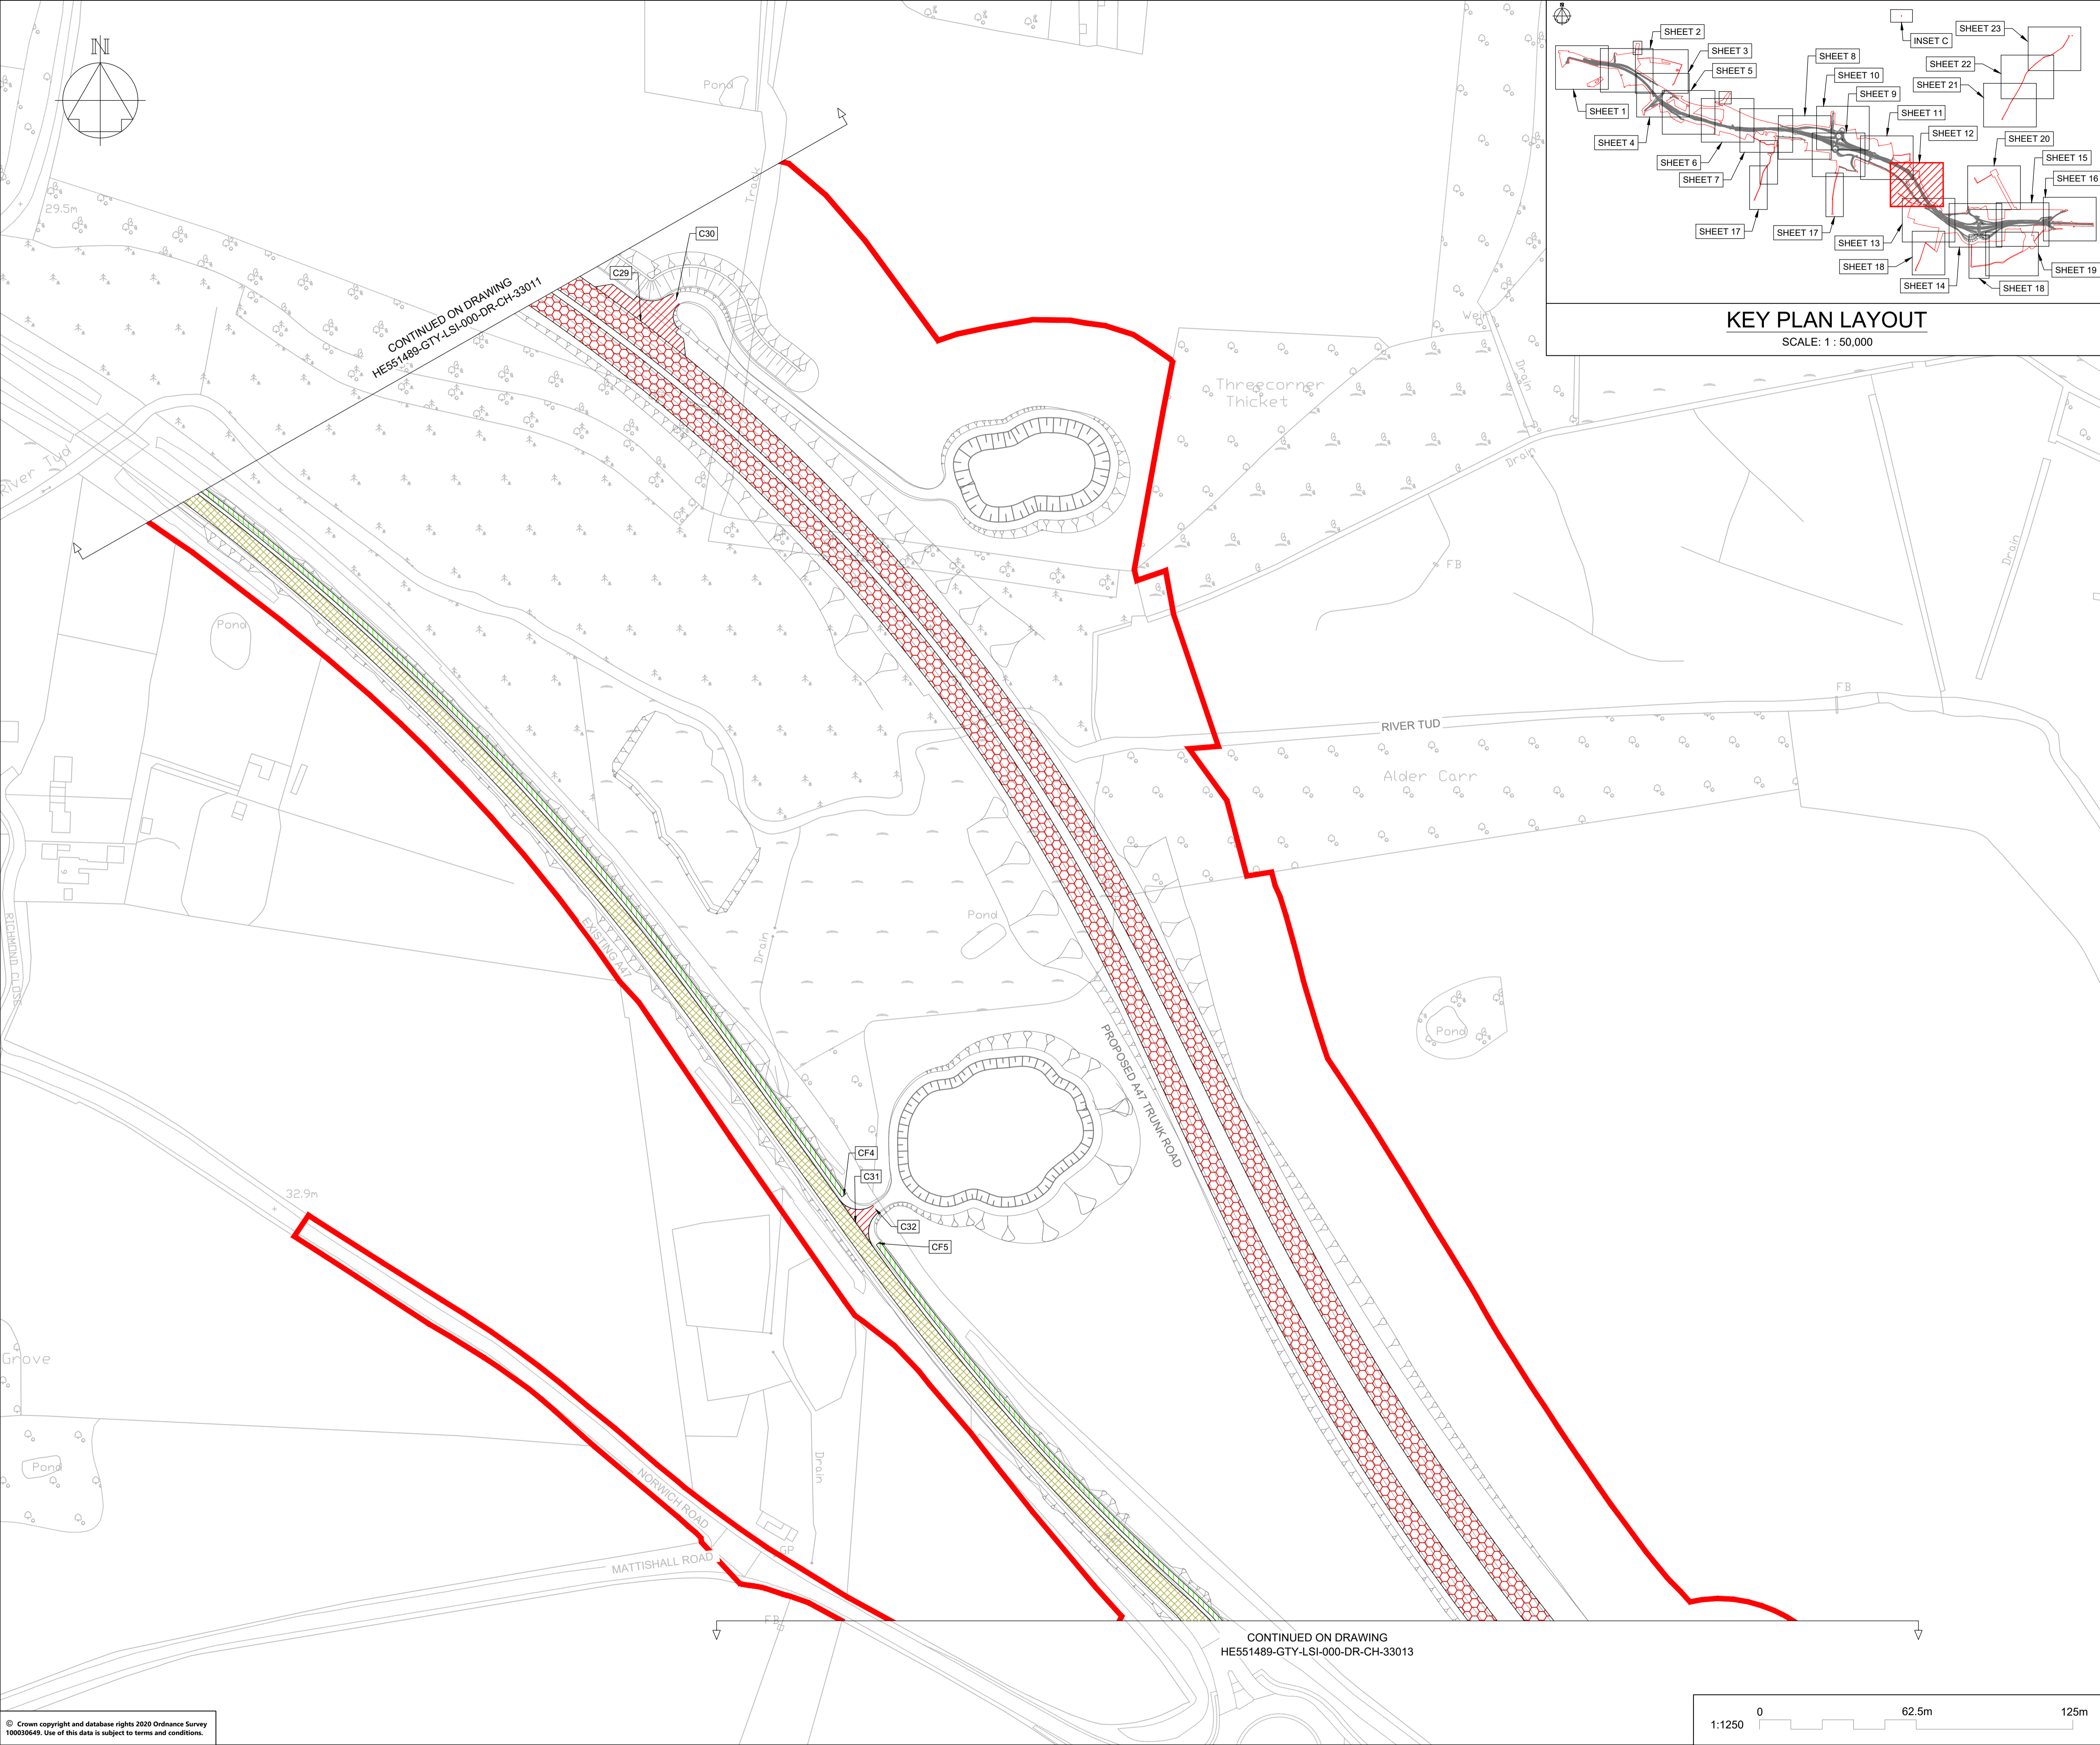 N
Pond
Track
29.5m
C30
C29
CONTINUED ON DRAWING
HE551489-GTY-LSI-000-DR-CH-33011
River Tud
Threecorner
Thicket
Weir
Drain
Drain
FB
Drain
FB
RIVER TUD
Alder Carr
Pond
RICHMOND CLOSE
EXISTING A47
Drain
Pond
Pond
PROPOSED A47 TRUNK ROAD
CF4
C31
C32
CF5
32.9m
Grove
Pond
Drain
NORWICH ROAD
MATTISHALL ROAD
GP
FB
CONTINUED ON DRAWING
HE551489-GTY-LSI-000-DR-CH-33013
N
SHEET 1
SHEET 2
SHEET 3
SHEET 5
SHEET 4
SHEET 6
SHEET 7
SHEET 8
SHEET 10
SHEET 9
SHEET 11
SHEET 12
SHEET 20
SHEET 15
SHEET 16
SHEET 17
SHEET 17
SHEET 13
SHEET 18
SHEET 14
SHEET 18
SHEET 19
INSET C
SHEET 23
SHEET 22
SHEET 21
KEY PLAN LAYOUT
SCALE: 1 : 50,000
© Crown copyright and database rights 2020 Ordnance Survey
100030649. Use of this data is subject to terms and conditions.
1:1250
0
62.5m
125m